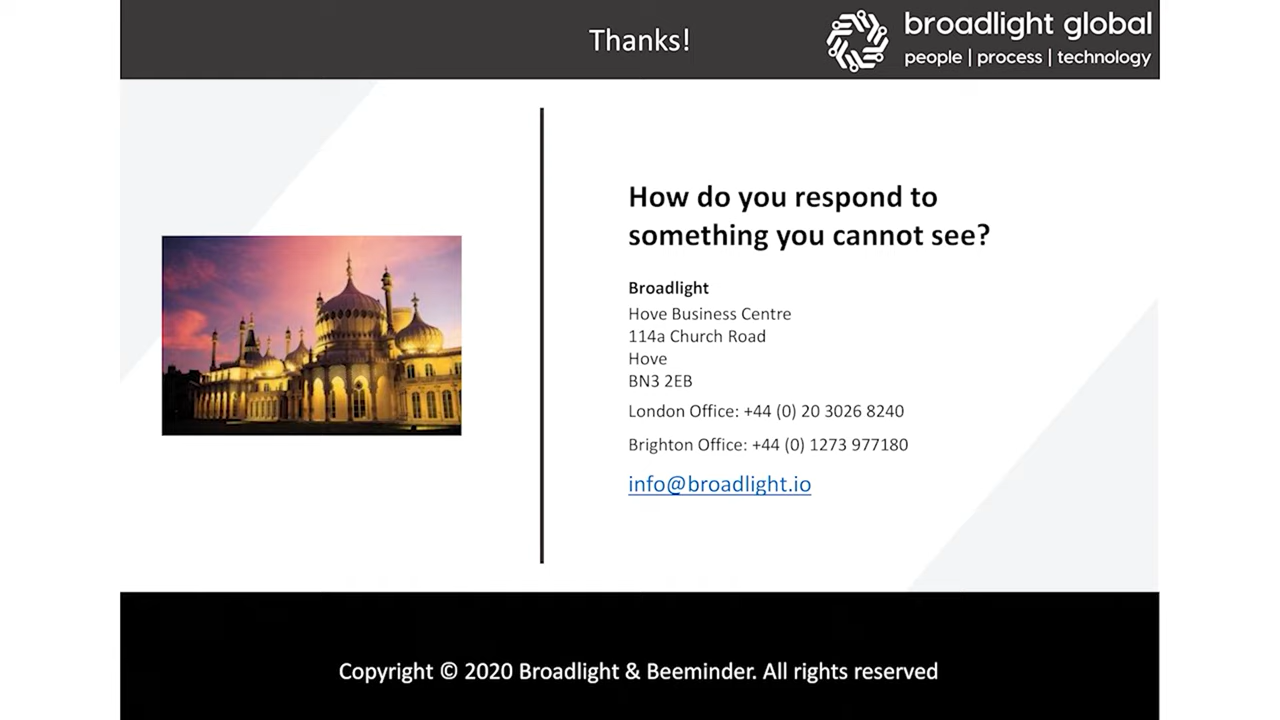 Thanks!
broadlight global
people | process | technology
How do you respond to
something you cannot see?
Broadlight
Hove Business Centre
114a Church Road
Hove
BN3 2EB
London Office: +44 (0) 20 3026 8240
Brighton Office: +44 (0) 1273 977180
info@broadlight.io
Copyright © 2020 Broadlight & Beeminder. All rights reserved